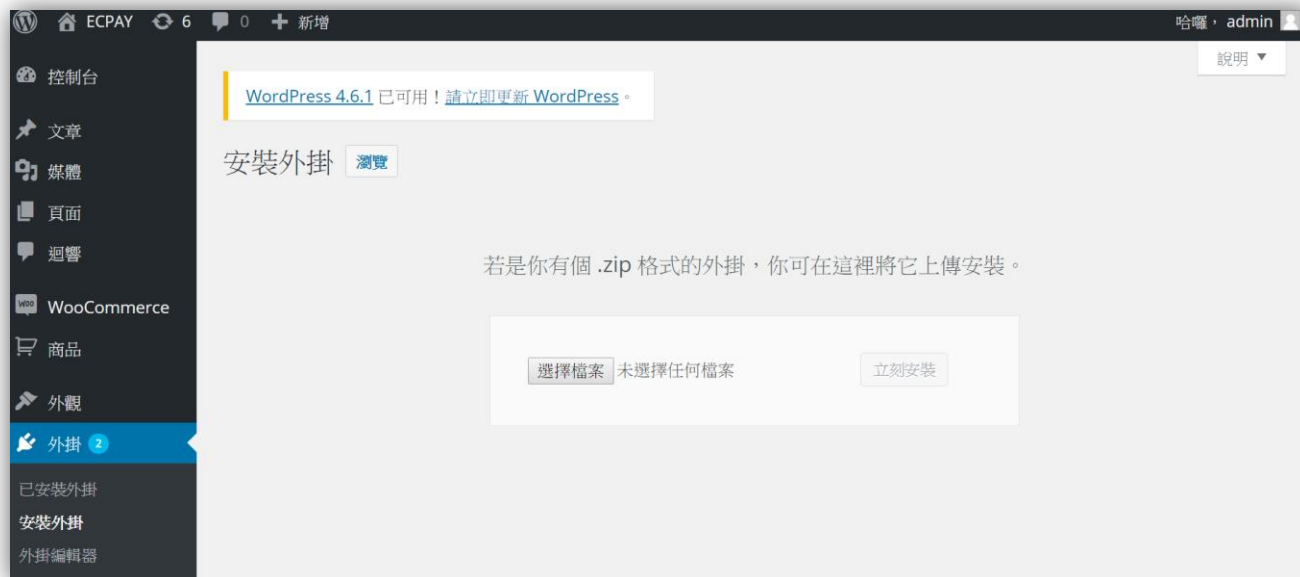 ECPAY 6 0 新增 哈囉, admin
說明 ▼
控制台
WordPress 4.6.1 已可用！請立即更新 WordPress。
文章
安裝外掛 瀏覽
媒體
頁面
迴響
若是你有個 .zip 格式的外掛，你可在這裡將它上傳安裝。
WOO WooCommerce
商品
選擇檔案 未選擇任何檔案 立刻安裝
外觀
外掛 2
已安裝外掛
安裝外掛
外掛編輯器